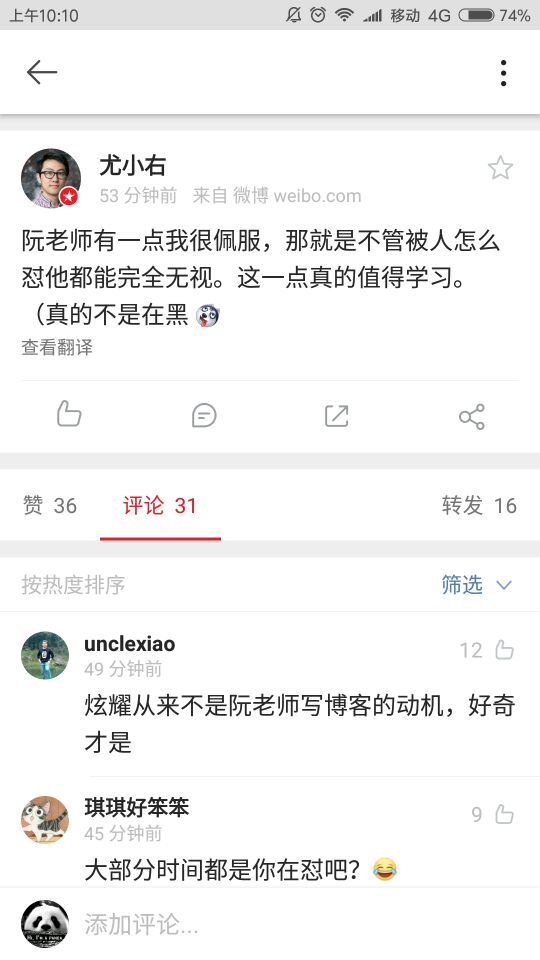 上午10:10 移动 4G 74%
尤小右
53 分钟前 来自 微博 weibo.com
阮老师有一点我很佩服，那就是不管被人怎么
怼他都能完全无视。这一点真的值得学习。
（真的不是在黑
查看翻译
赞 36 评论 31 转发 16
按热度排序 筛选
unclexiao 12
49 分钟前
炫耀从来不是阮老师写博客的动机，好奇
才是
琪琪好笨笨 9
45 分钟前
大部分时间都是你在怼吧？😂
Hi, I'm a PANDA
添加评论...